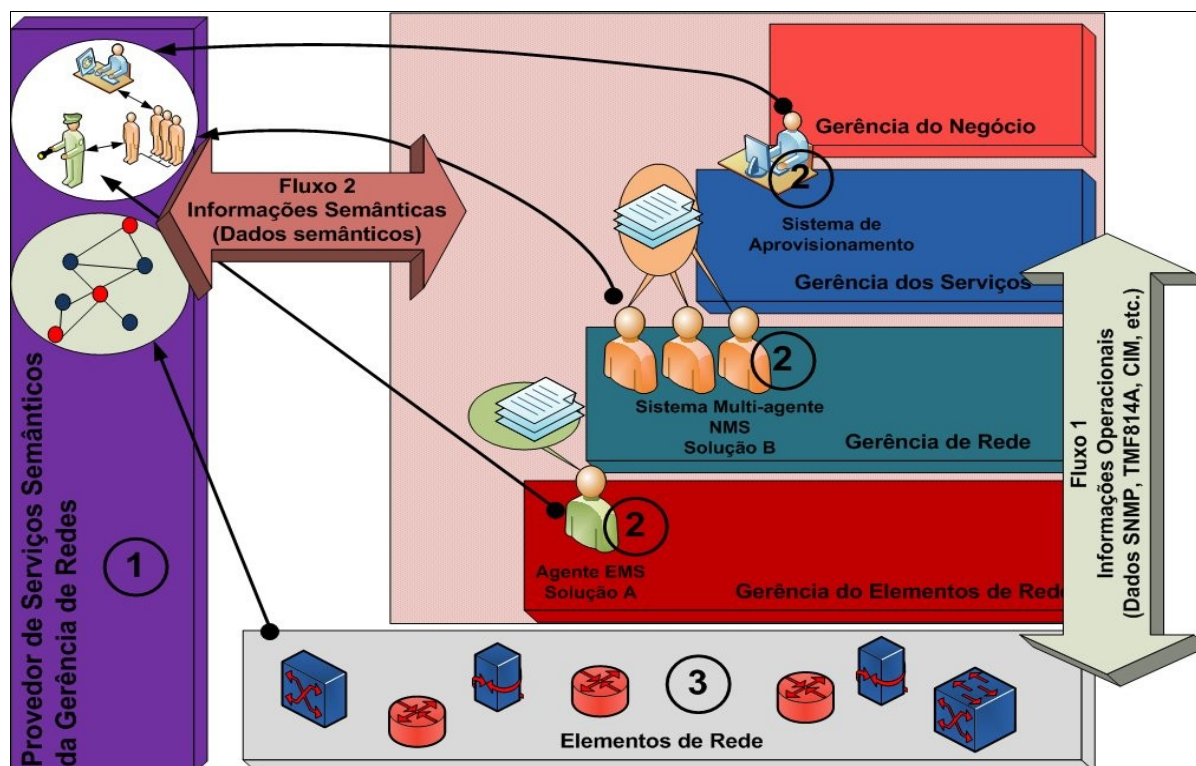 Gerência do Negócio
2
Fluxo 2
Informações Semânticas
(Dados semânticos)
Sistema de
Aprovisionamento
Gerência dos Serviços
2
Sistema Multi-agente
NMS
Solução B
Gerência de Rede
2
Agente EMS
Solução A
Gerência do Elementos de Rede
Provedor de Serviços Semânticos
da Gerência de Redes
1
Fluxo 1
Informações Operacionais
(Dados SNMP, TMF814A, CIM, etc.)
3
Elementos de Rede